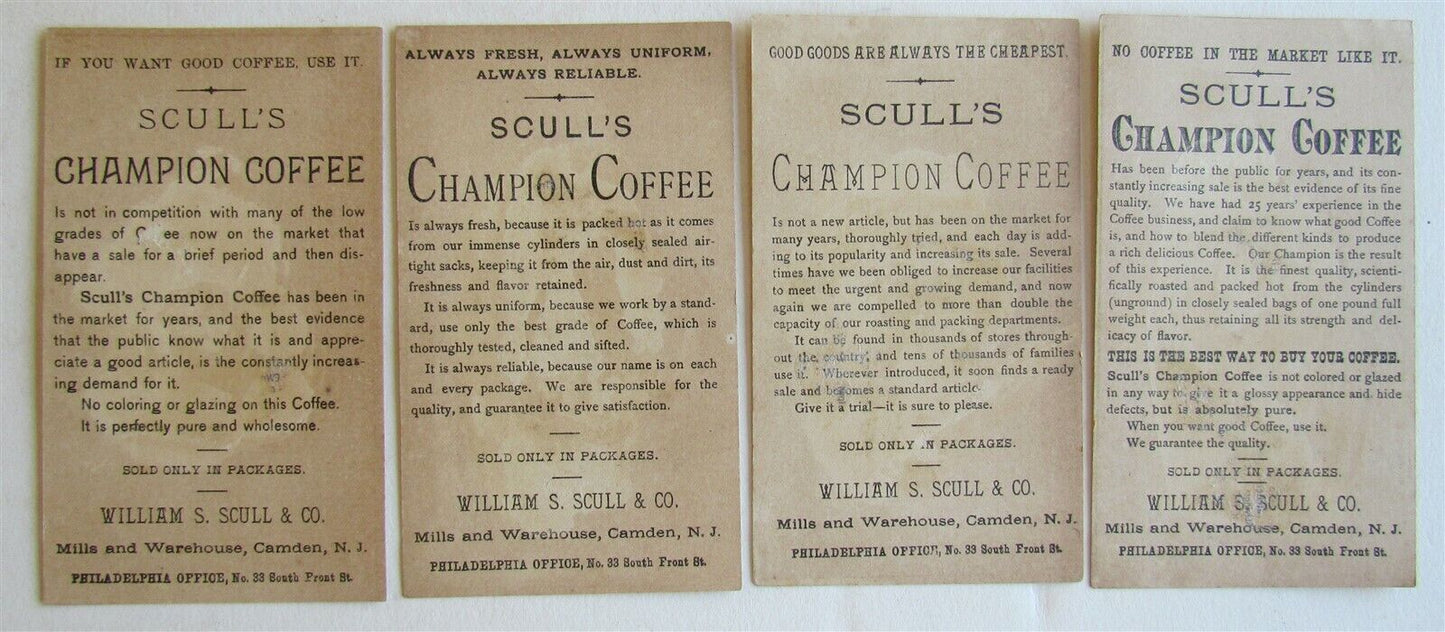 IF YOU WANT GOOD COFFEE, USE IT.
SCULL'S
CHAMPION COFFEE
Is not in competition with many of the low
grades of C ee now on the market that
have a sale for a brief period and then dis-
appear.
Scull's Champion Coffee has been in
the market for years, and the best evidence
that the public know what it is and appre-
ciate a good article, is the constantly increas-
ing demand for it.
No coloring or glazing on this Coffee.
It is perfectly pure and wholesome.
SOLD ONLY IN PACKAGES.
WILLIAM S. SCULL & CO.
Mills and Warehouse, Camden, N. J.
PHILADELPHIA OFFICE, No. 33 South Front St.
ALWAYS FRESH, ALWAYS UNIFORM,
ALWAYS RELIABLE.
SCULL'S
CHAMPION COFFEE
Is always fresh, because it is packed hot as it comes
from our immense cylinders in closely sealed air-
tight sacks, keeping it from the air, dust and dirt, its
freshness and flavor retained.
It is always uniform, because we work by a stand-
ard, use only the best grade of Coffee, which is
thoroughly tested, cleaned and sifted.
It is always reliable, because our name is on each
and every package. We are responsible for the
quality, and guarantee it to give satisfaction.
SOLD ONLY IN PACKAGES.
WILLIAM S. SCULL & CO.
Mills and Warehouse, Camden, N. J.
PHILADELPHIA OFFICE, No. 33 South Front St.
GOOD GOODS ARE ALWAYS THE CHEAPEST.
SCULL'S
CHAMPION COFFEE
Is not a new article, but has been on the market for
many years, thoroughly tried, and each day is add-
ing to its popularity and increasing its sale. Several
times have we been obliged to increase our facilities
to meet the urgent and growing demand, and now
again we are compelled to more than double the
capacity of our roasting and packing departments.
It can be found in thousands of stores through-
out the country, and tens of thousands of families
use it. Wherever introduced, it soon finds a ready
sale and becomes a standard article.
Give it a trial—it is sure to please.
SOLD ONLY IN PACKAGES.
WILLIAM S. SCULL & CO.
Mills and Warehouse, Camden, N. J.
PHILADELPHIA OFFICE, No. 33 South Front St.
NO COFFEE IN THE MARKET LIKE IT.
SCULL'S
CHAMPION COFFEE
Has been before the public for years, and its con-
stantly increasing sale is the best evidence of its fine
quality. We have had 25 years' experience in the
Coffee business, and claim to know what good Coffee
is, and how to blend the different kinds to produce
a rich delicious Coffee. Our Champion is the result
of this experience. It is the finest quality, scienti-
fically roasted and packed hot from the cylinders
(unground) in closely sealed bags of one pound full
weight each, thus retaining all its strength and del-
icacy of flavor.
THIS IS THE BEST WAY TO BUY YOUR COFFEE.
Scull's Champion Coffee is not colored or glazed
in any way to give it a glossy appearance and hide
defects, but is absolutely pure.
When you want good Coffee, use it.
We guarantee the quality.
SOLD ONLY IN PACKAGES.
WILLIAM S. SCULL & CO.
Mills and Warehouse, Camden, N. J.
PHILADELPHIA OFFICE, No. 33 South Front St.